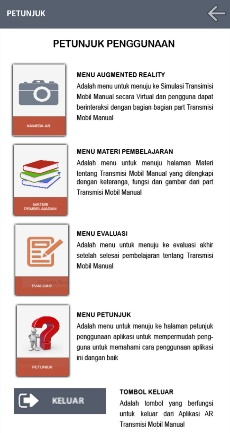 PETUNJUK
PETUNJUK PENGGUNAAN
MENU AUGMENTED REALITY
Adalah menu untuk menuju ke Simulasi Transimisi
Mobil Manual secara Virtual dan pengguna dapat
berinteraksi dengan bagian bagian part Transmisi
Mobil Manual
KAMERA AR
MENU MATERI PEMBELAJARAN
Adalah menu untuk menuju halaman Materi
tentang Transmisi Mobil Manual yang dilengkapi
dengan keteranga, fungsi dan gambar dari part
Transmisi Mobil Manual
MATERI
PEMBELAJARAN
MENU EVALUASI
Adalah menu untuk menuju ke evaluasi akhir
setelah selesai pembelajaran tentang Transmisi
Mobil Manual
EVALUASI
MENU PETUNJUK
Adalah menu untuk menuju ke halaman petunjuk
penggunaan aplikasi untuk mempermudah peng-
guna untuk memahami cara penggunaan aplikasi
ini dengan baik
PETUNJUK
KELUAR
TOMBOL KELUAR
Adalah tombol yang berfungsi
untuk keluar dari Aplikasi AR
Transmisi Mobil Manual